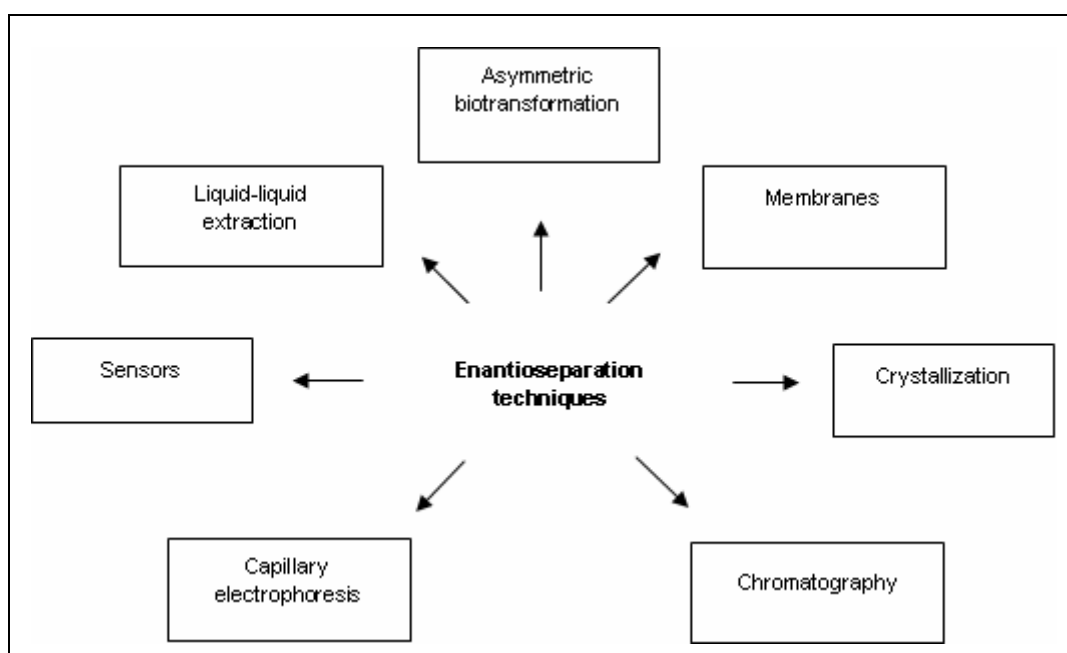 Asymmetric
biotransformation
Liquid-liquid
extraction
Membranes
Sensors
Enantioseparation
techniques
Crystallization
Capillary
electrophoresis
Chromatography